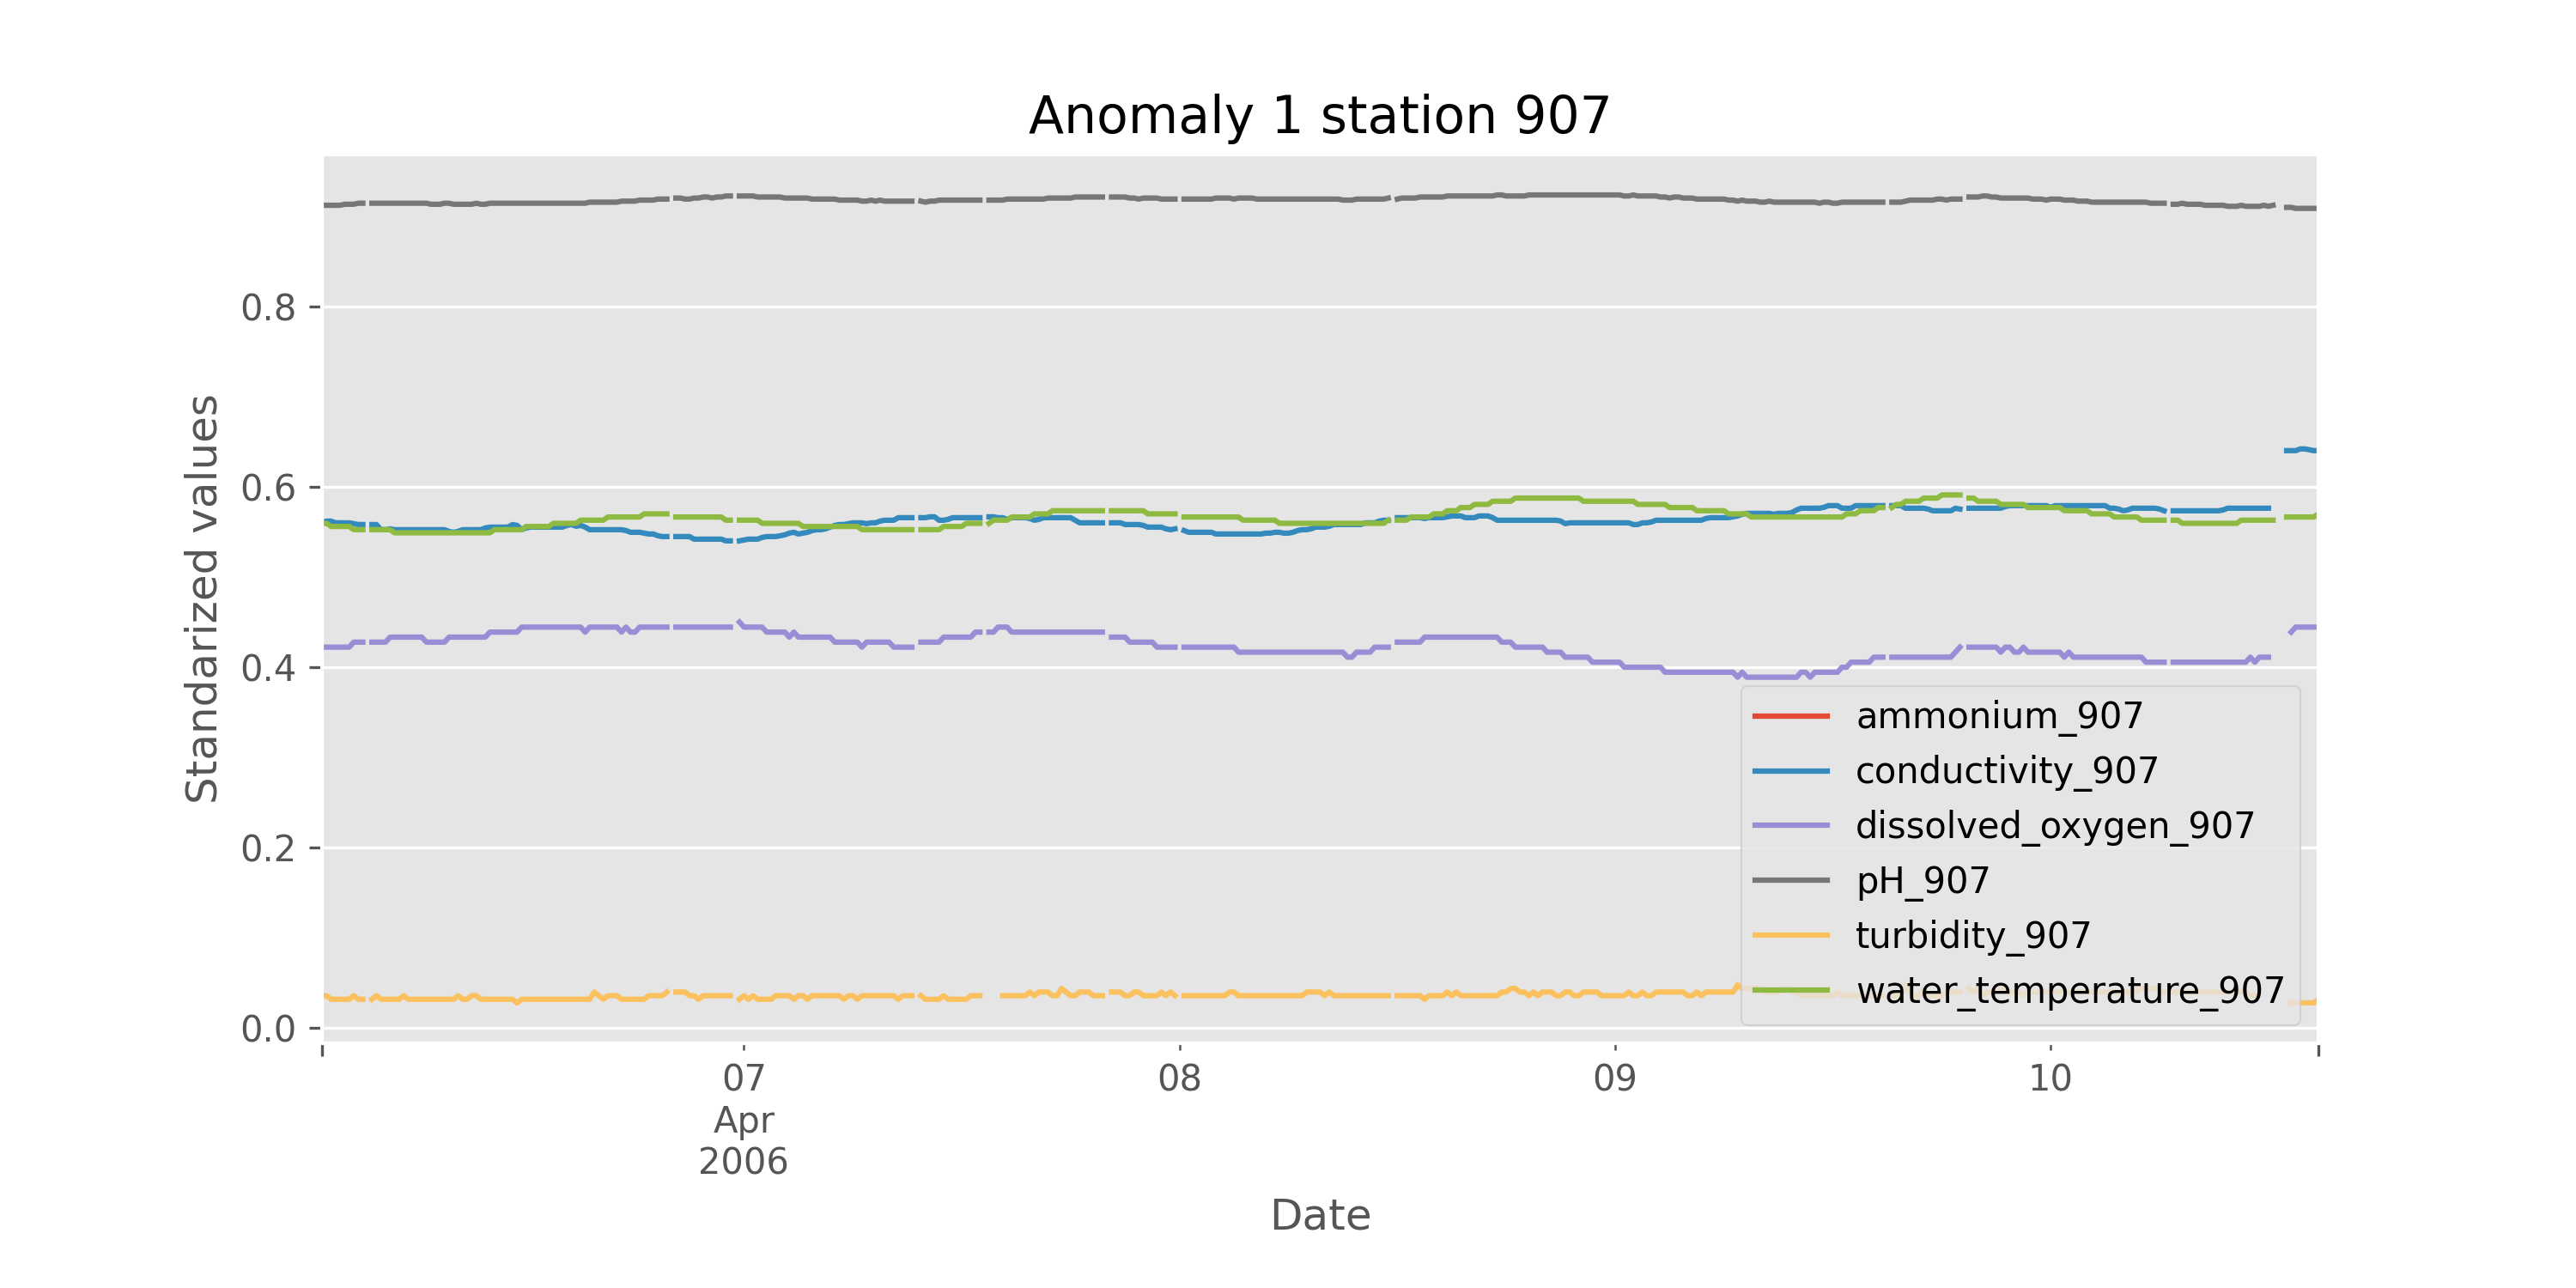 Anomaly 1 station 907
Standarized values
0.8
0.6
0.4
0.2
0.0
ammonium_907
conductivity_907
dissolved_oxygen_907
pH_907
turbidity_907
water_temperature_907
07
08
09
10
Apr
2006
Date